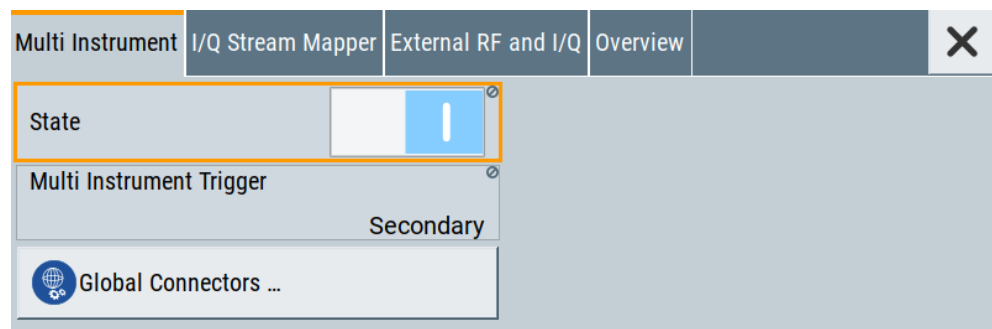 Multi Instrument I/Q Stream Mapper External RF and I/Q Overview
State
Multi Instrument Trigger
Secondary
Global Connectors ...